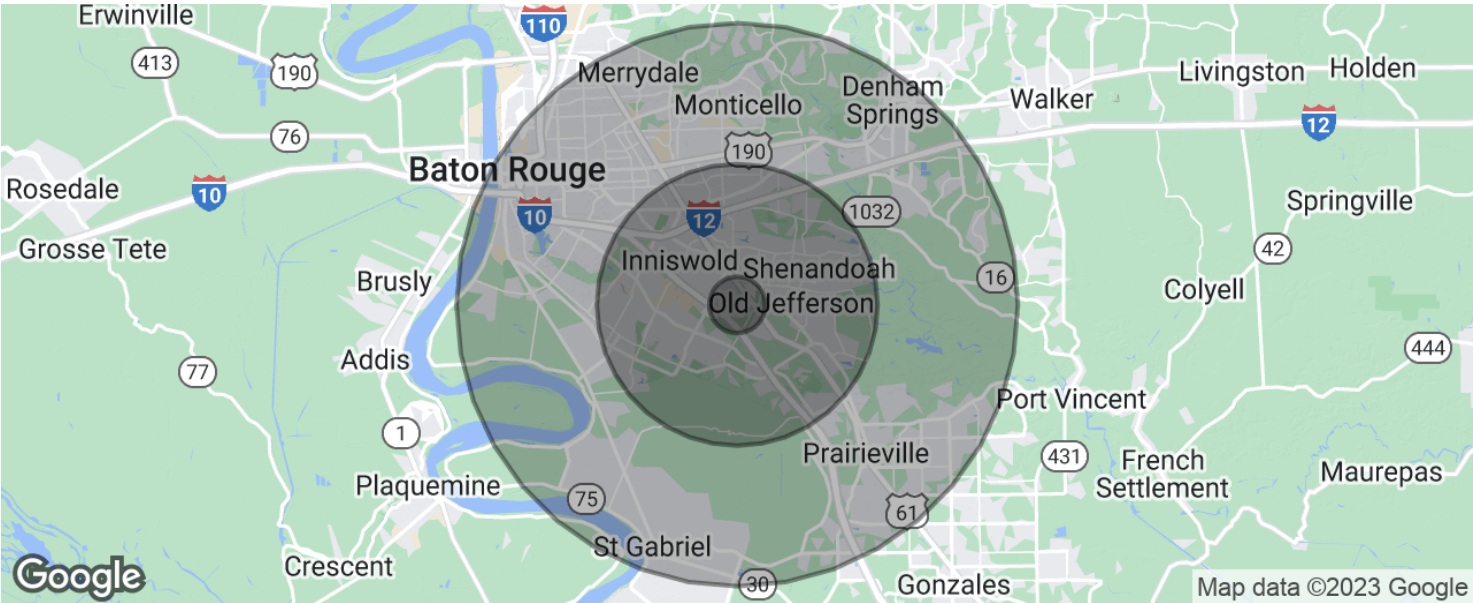 Erwinville
110
413
190
Merrydale
Denham
Springs
Livingston
Holden
Monticello
Walker
12
76
190
Baton Rouge
Rosedale
10
10
12
1032
Springville
Grosse Tete
Inniswold
Shenandoah
42
Brusly
16
Colyell
Old Jefferson
Addis
444
77
Port Vincent
1
Prairieville
431
French
Settlement
Maurepas
Plaquemine
75
61
St Gabriel
Crescent
30
Gonzales
Google
Map data ©2023 Google